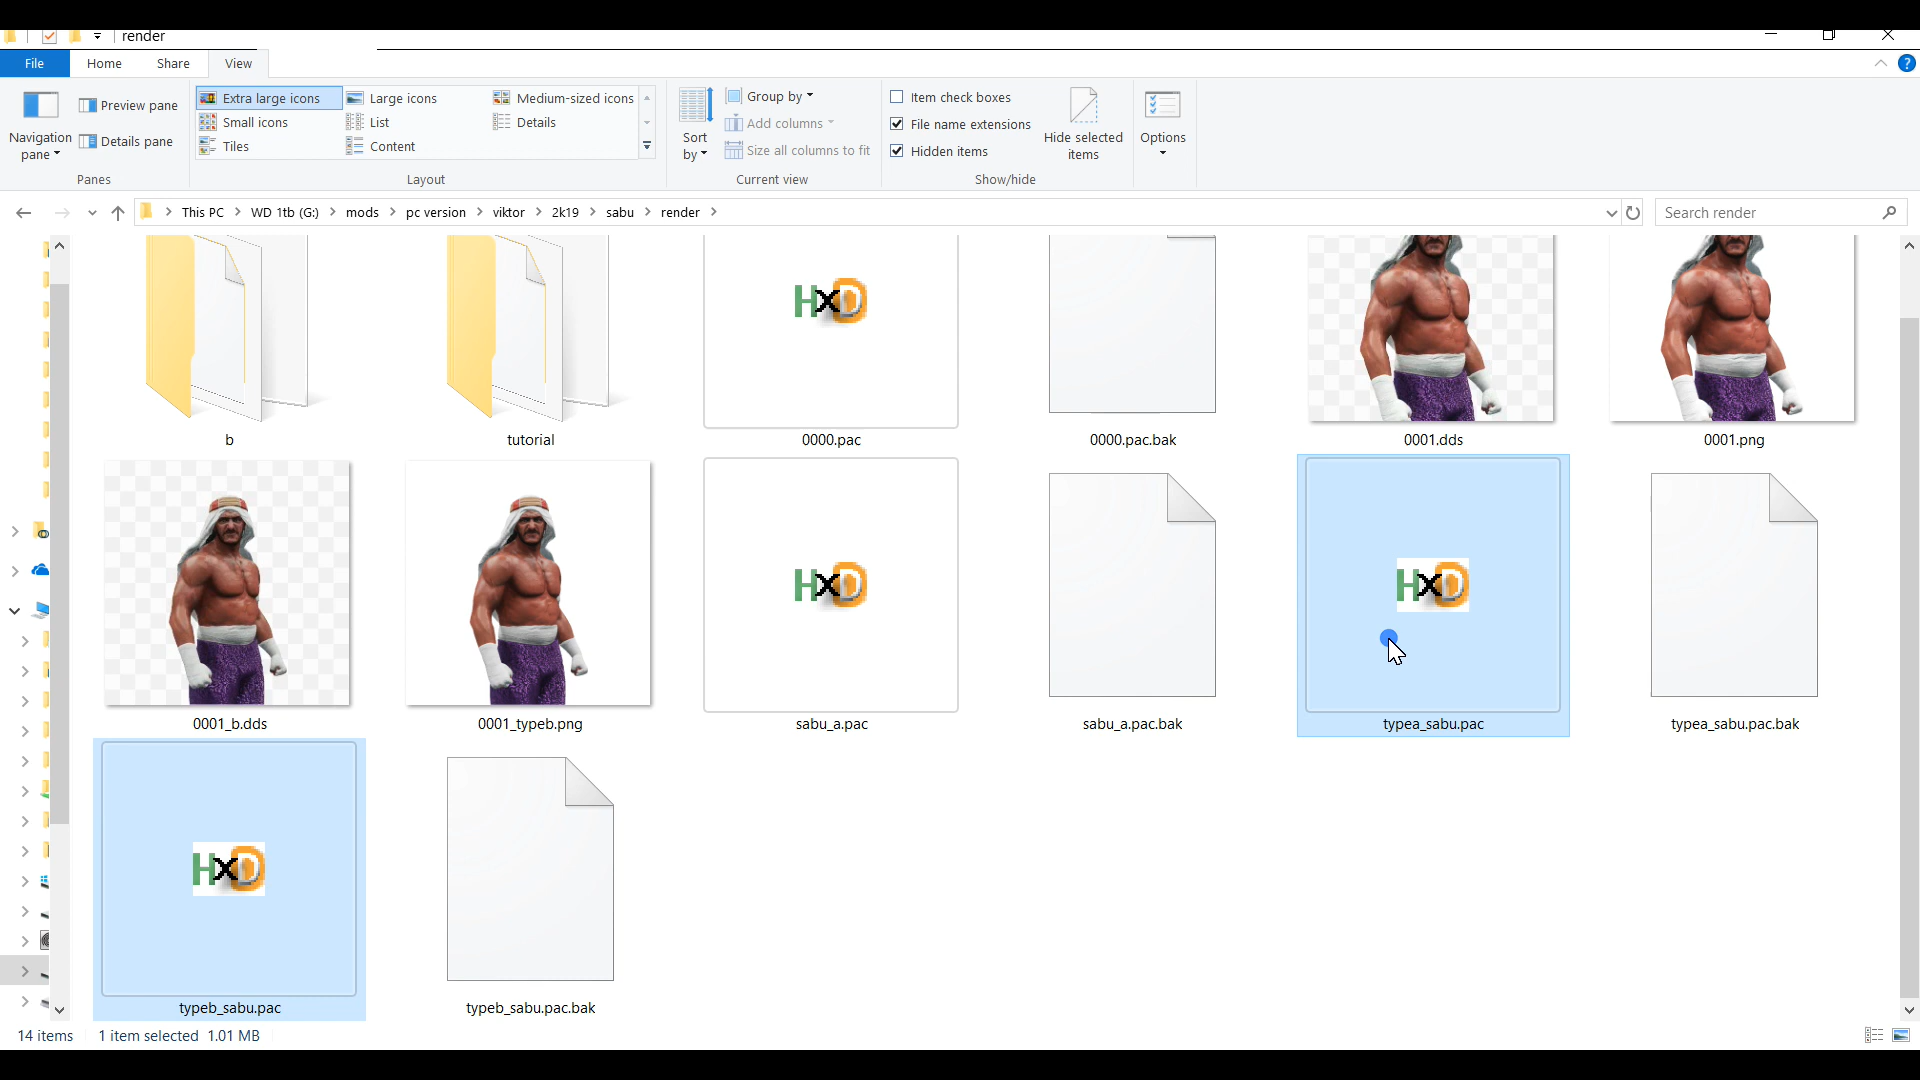 render
File Home Share View
Navigation pane
Preview pane
Details pane
Panes
Extra large icons Large icons Medium-sized icons
Small icons List Details
Tiles Content
Layout
Sort by
Group by
Add columns
Size all columns to fit
Current view
Item check boxes
File name extensions
Hidden items
Hide selected items
Show/hide
Options
This PC WD 1tb (G:) mods pc version viktor 2k19 sabu render
Search render
HxD
b tutorial 0000.pac 0000.pac.bak 0001.dds 0001.png
HxD HxD
0001_b.dds 0001_typeb.png sabu_a.pac sabu_a.pac.bak typea_sabu.pac typea_sabu.pac.bak
HxD
typeb_sabu.pac typeb_sabu.pac.bak
14 items 1 item selected 1.01 MB